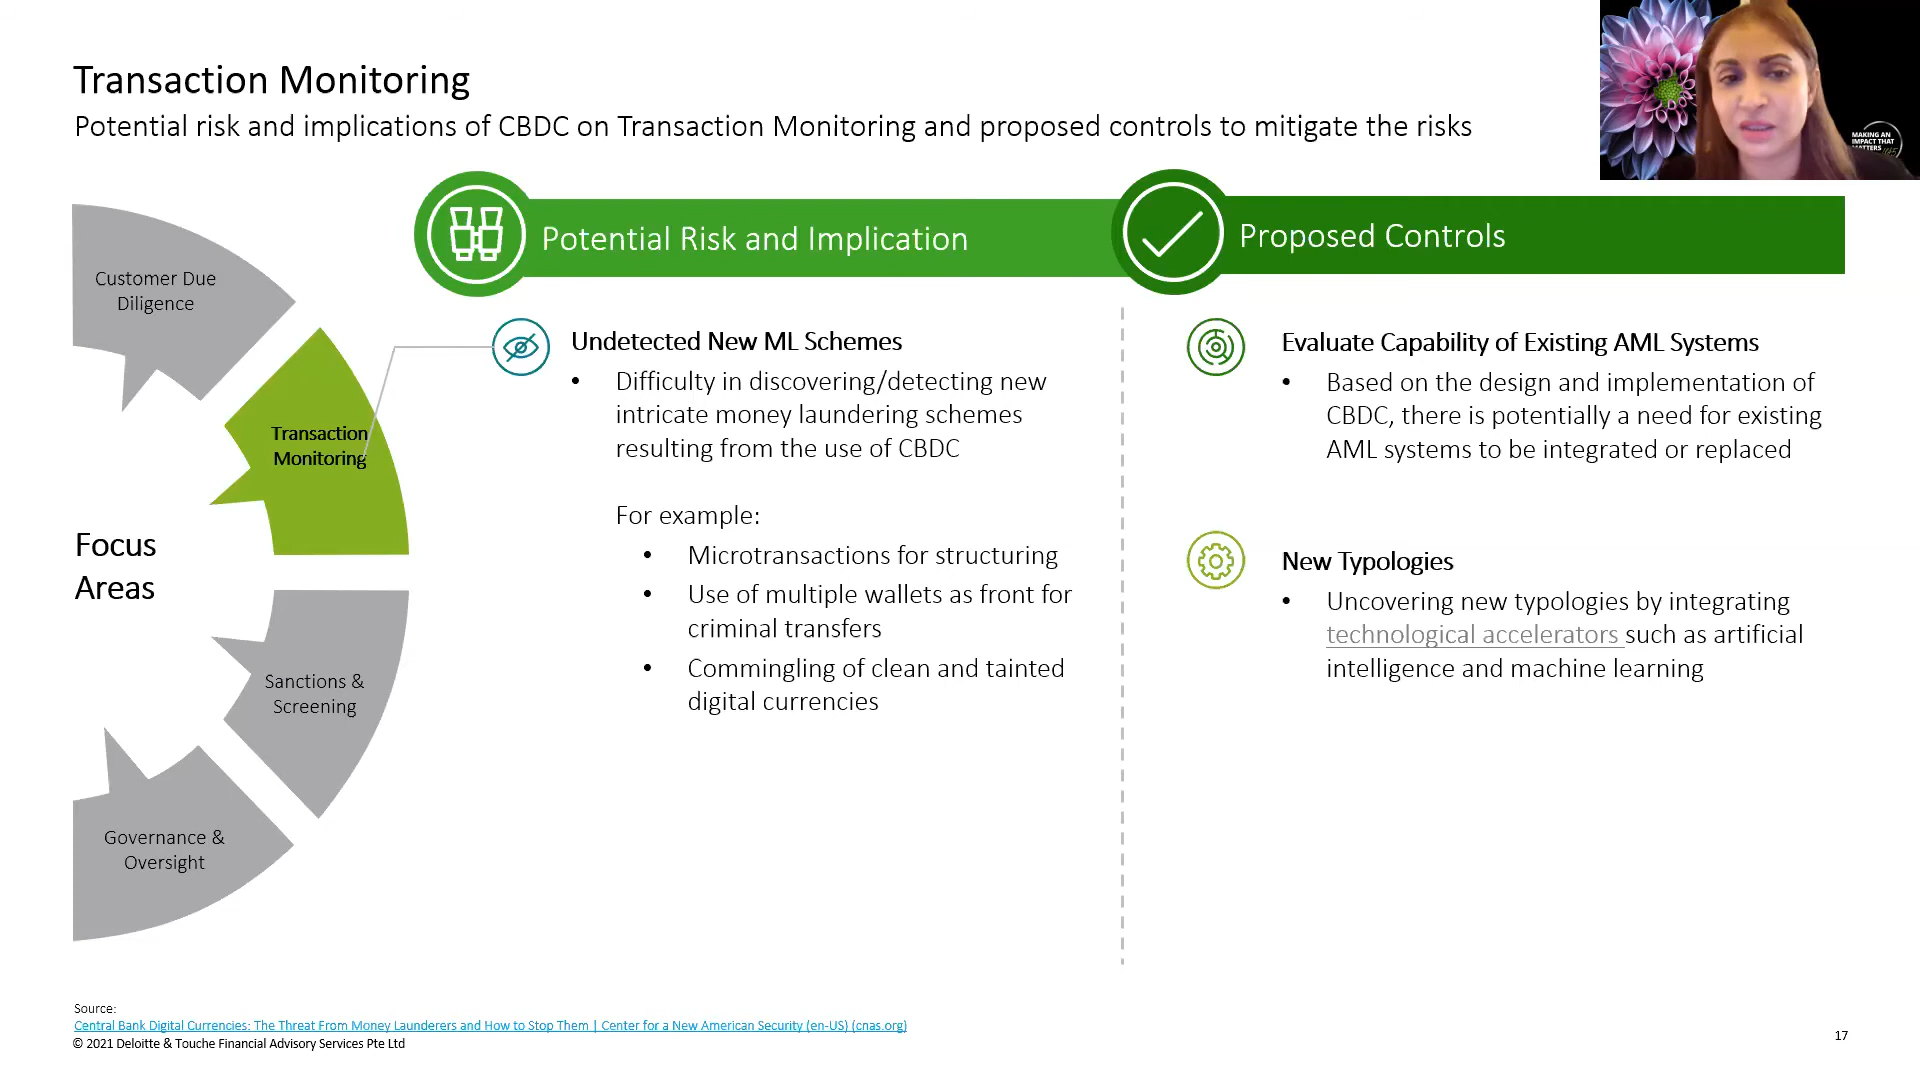 Transaction Monitoring
Potential risk and implications of CBDC on Transaction Monitoring and proposed controls to mitigate the risks
MAKING AN
IMPACT THAT
MATTERS
Potential Risk and Implication
Proposed Controls
Customer Due
Diligence
Transaction
Monitoring
Focus
Areas
Sanctions &
Screening
Governance &
Oversight
Undetected New ML Schemes
• Difficulty in discovering/detecting new
intricate money laundering schemes
resulting from the use of CBDC
For example:
• Microtransactions for structuring
• Use of multiple wallets as front for
criminal transfers
• Commingling of clean and tainted
digital currencies
Evaluate Capability of Existing AML Systems
• Based on the design and implementation of
CBDC, there is potentially a need for existing
AML systems to be integrated or replaced
New Typologies
• Uncovering new typologies by integrating
technological accelerators such as artificial
intelligence and machine learning
Source:
Central Bank Digital Currencies: The Threat From Money Launderers and How to Stop Them | Center for a New American Security (en-US) (cnas.org)
© 2021 Deloitte & Touche Financial Advisory Services Pte Ltd
17